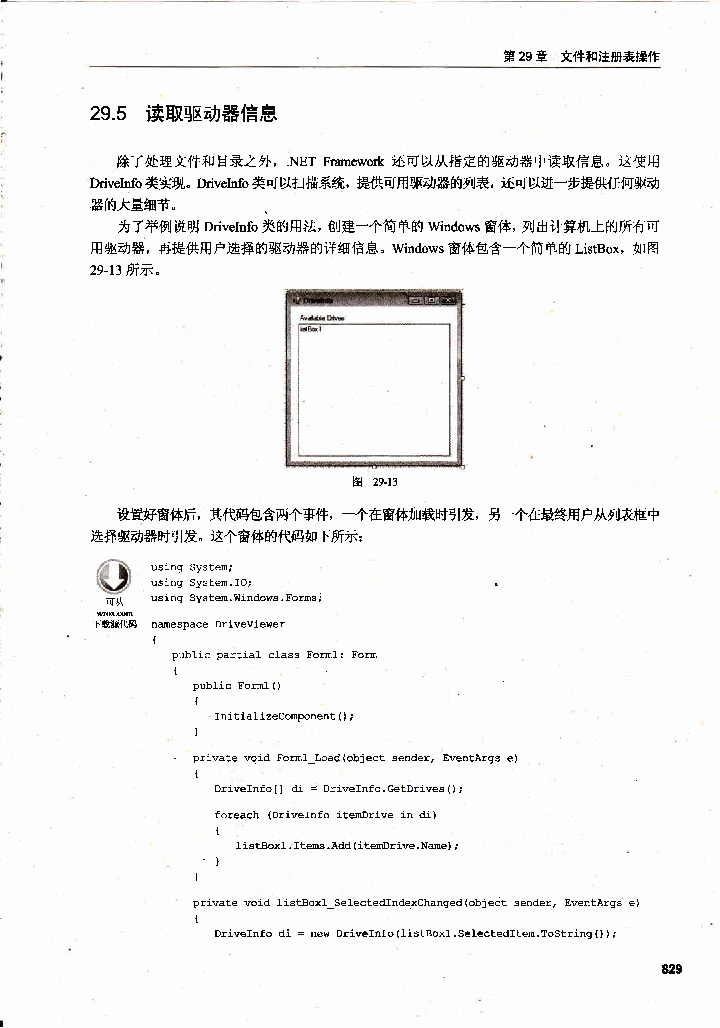 第 29 章 文件和注册表操作
29.5 读取驱动器信息
除了处理文件和目录之外，.NET Framework 还可以从指定的驱动器中读取信息。这使用
DriveInfo 类实现。DriveInfo 类可以扫描系统，提供可用驱动器的列表，还可以进一步提供任何驱动
器的大量细节。
为了举例说明 DriveInfo 类的用法，创建一个简单的 Windows 窗体，列出计算机上的所有可
用驱动器，再提供用户选择的驱动器的详细信息。Windows 窗体包含一个简单的 ListBox，如图
29-13 所示。
DriveInfo
Available Drives
listBox1
图 29-13
设置好窗体后，其代码包含两个事件，一个在窗体加载时引发，另一个在最终用户从列表框中
选择驱动器时引发。这个窗体的代码如下所示：
可从
wrox.com
下载源代码
using System;
using System.IO;
using System.Windows.Forms;
namespace DriveViewer
{
public partial class Form1: Form
{
public Form1()
{
InitializeComponent();
}
private void Form1_Load(object sender, EventArgs e)
{
DriveInfo[] di = DriveInfo.GetDrives();
foreach (DriveInfo itemDrive in di)
{
listBox1.Items.Add(itemDrive.Name);
}
}
private void listBox1_SelectedIndexChanged(object sender, EventArgs e)
{
DriveInfo di = new DriveInfo(listBox1.SelectedItem.ToString());
829